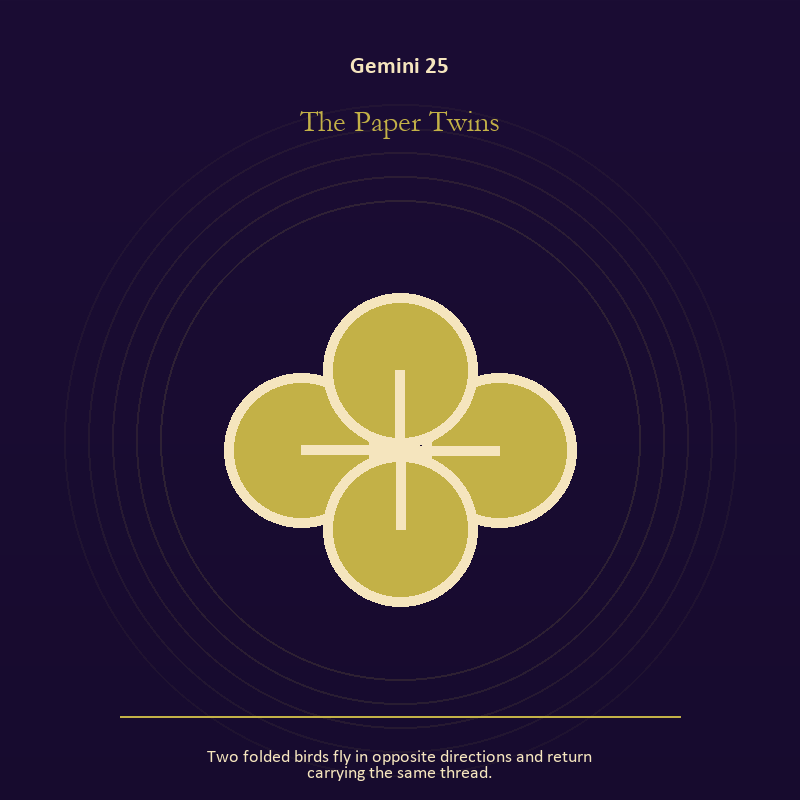 Gemini 25
The Paper Twins
Two folded birds fly in opposite directions and return
carrying the same thread.